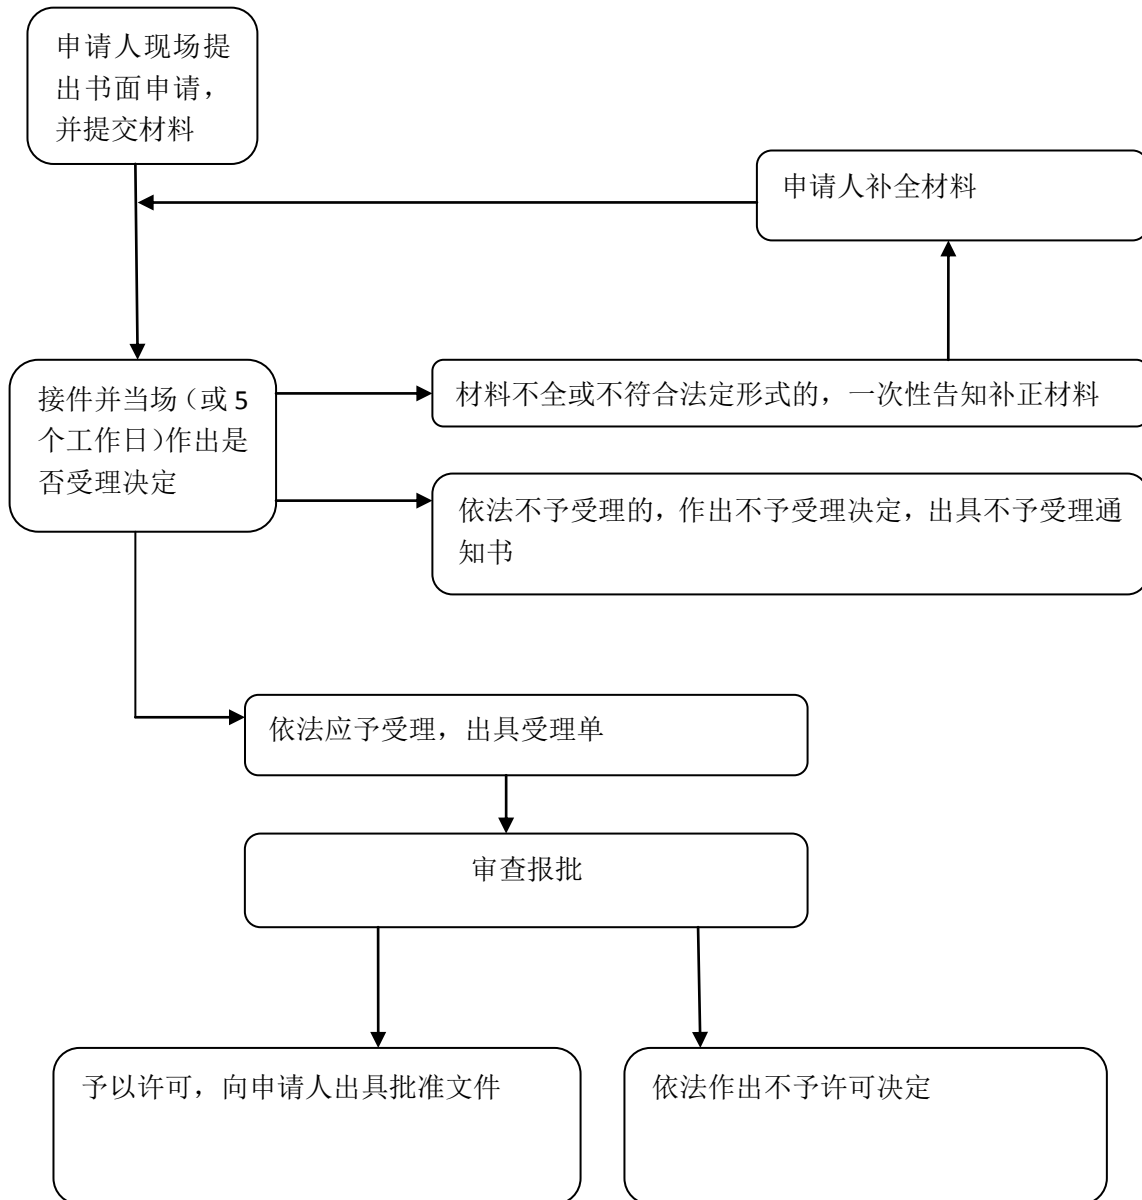 申请人现场提
出书面申请，
并提交材料
申请人补全材料
接件并当场（或 5
个工作日）作出是
否受理决定
材料不全或不符合法定形式的，一次性告知补正材料
依法不予受理的，作出不予受理决定，出具不予受理通
知书
依法应予受理，出具受理单
审查报批
予以许可，向申请人出具批准文件
依法作出不予许可决定